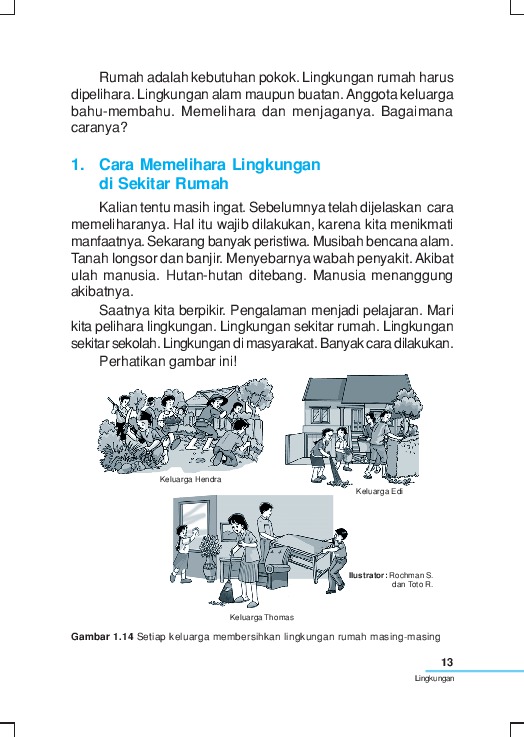 Rumah adalah kebutuhan pokok. Lingkungan rumah harus
dipelihara. Lingkungan alam maupun buatan. Anggota keluarga
bahu-membahu. Memelihara dan menjaganya. Bagaimana
caranya?
1. Cara Memelihara Lingkungan
di Sekitar Rumah
Kalian tentu masih ingat. Sebelumnya telah dijelaskan cara
memeliharanya. Hal itu wajib dilakukan, karena kita menikmati
manfaatnya. Sekarang banyak peristiwa. Musibah bencana alam.
Tanah longsor dan banjir. Menyebarnya wabah penyakit. Akibat
ulah manusia. Hutan-hutan ditebang. Manusia menanggung
akibatnya.
Saatnya kita berpikir. Pengalaman menjadi pelajaran. Mari
kita pelihara lingkungan. Lingkungan sekitar rumah. Lingkungan
sekitar sekolah. Lingkungan di masyarakat. Banyak cara dilakukan.
Perhatikan gambar ini!
Keluarga Hendra
Keluarga Edi
Ilustrator: Rochman S.
dan Toto R.
Keluarga Thomas
Gambar 1.14 Setiap keluarga membersihkan lingkungan rumah masing-masing
13
Lingkungan